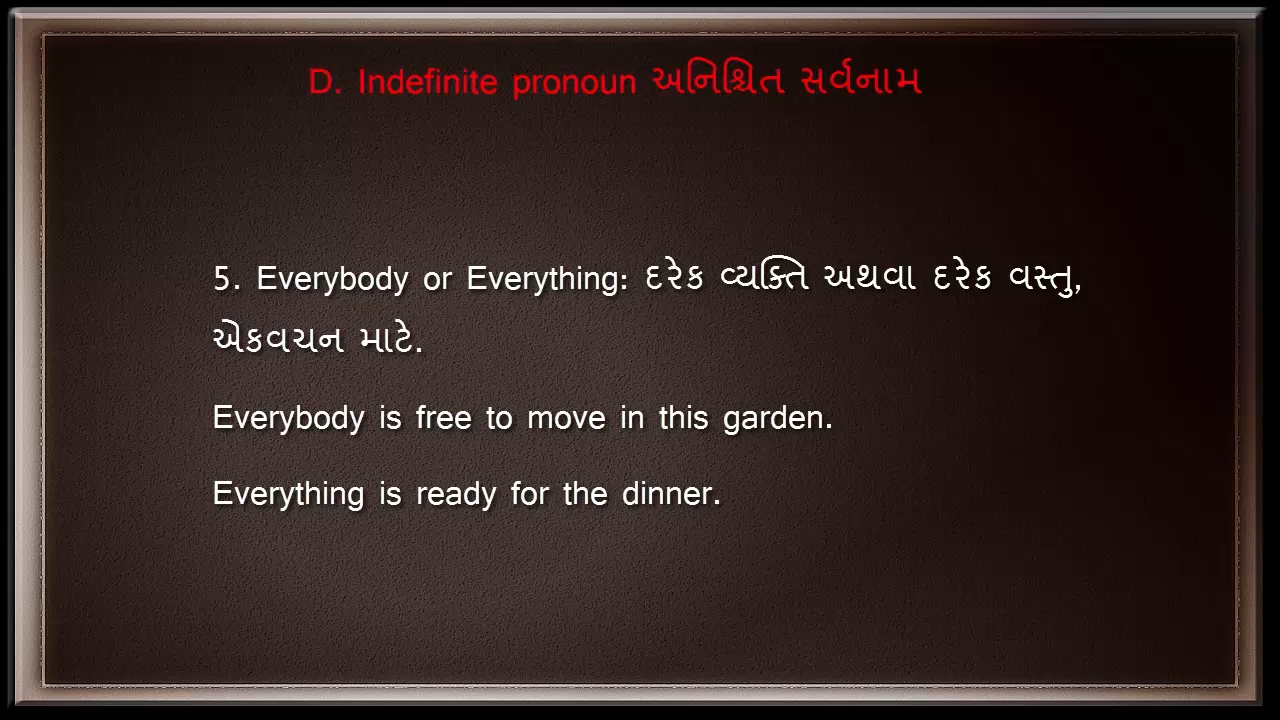 D. Indefinite pronoun અનિશ્ચિત સર્વનામ
5. Everybody or Everything: દરેક વ્યક્તિ અથવા દરેક વસ્તુ,
એકવચન માટે.
Everybody is free to move in this garden.
Everything is ready for the dinner.